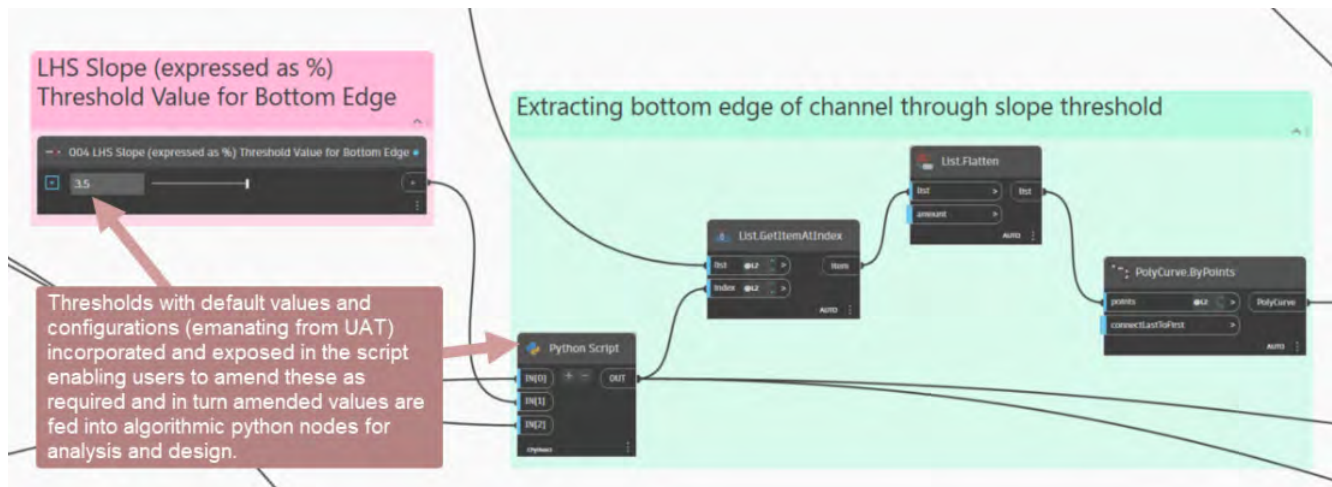 LHS Slope (expressed as %)
Threshold Value for Bottom Edge
004 LHS Slope (expressed as %) Threshold Value for Bottom Edge
3.5
Thresholds with default values and
configurations (emanating from UAT)
incorporated and exposed in the script
enabling users to amend these as
required and in turn amended values are
fed into algorithmic python nodes for
analysis and design.
Extracting bottom edge of channel through slope threshold
Python Script
IN[0] + - OUT
IN[1]
IN[2]
CPython3
List.GetItemAtIndex
list @L2 > item
index @L2 >
AUTO
List.Flatten
list > list
amount >
AUTO
PolyCurve.ByPoints
points @L2 > PolyCurve
connectLastToFirst >
AUTO